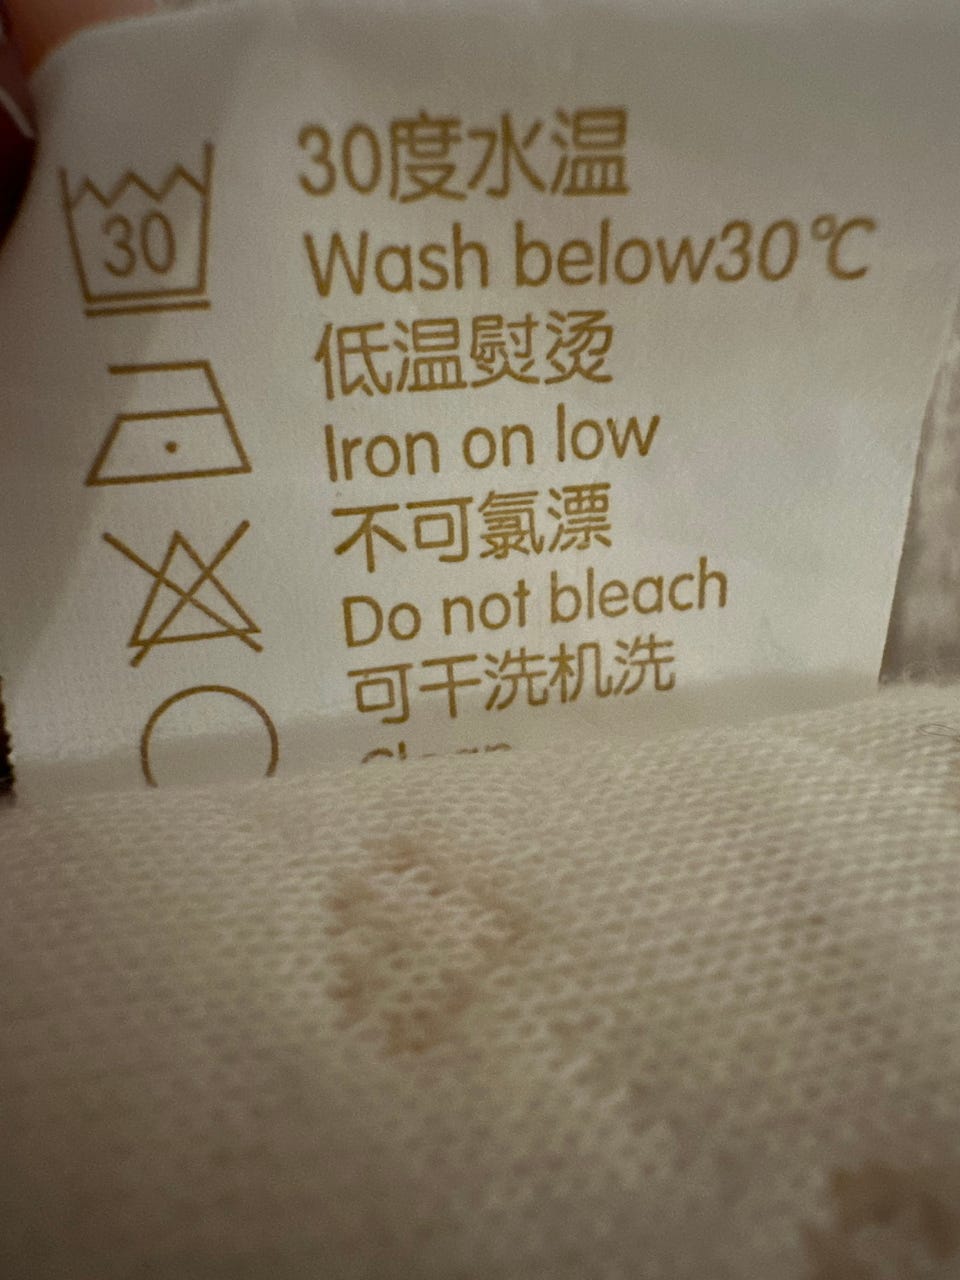 30度水温
30
Wash below30℃
低温熨烫
Iron on low
不可氯漂
Do not bleach
可干洗机洗